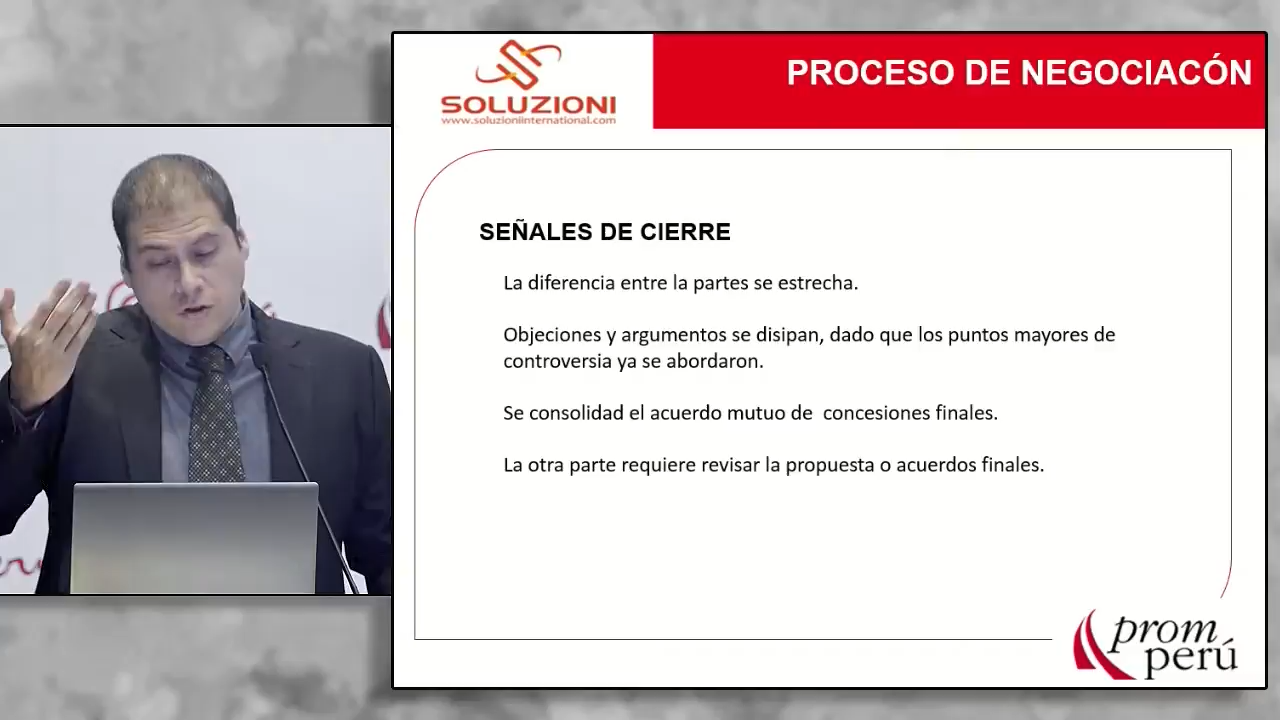 SOLUZIONI
www.soluzioniinternational.com
PROCESO DE NEGOCIACÓN
SEÑALES DE CIERRE
La diferencia entre la partes se estrecha.
Objeciones y argumentos se disipan, dado que los puntos mayores de
controversia ya se abordaron.
Se consolidad el acuerdo mutuo de  concesiones finales.
La otra parte requiere revisar la propuesta o acuerdos finales.
prom
perú